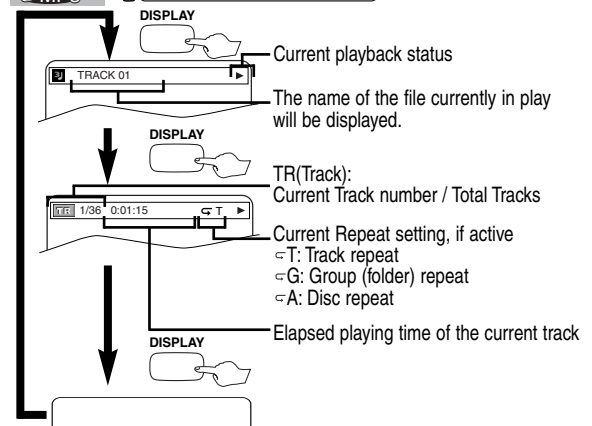 DISPLAY
Current playback status
TRACK 01
The name of the file currently in play
will be displayed.
DISPLAY
TR(Track):
Current Track number / Total Tracks
TR 1/36 0:01:15 T
Current Repeat setting, if active
T: Track repeat
G: Group (folder) repeat
A: Disc repeat
Elapsed playing time of the current track
DISPLAY